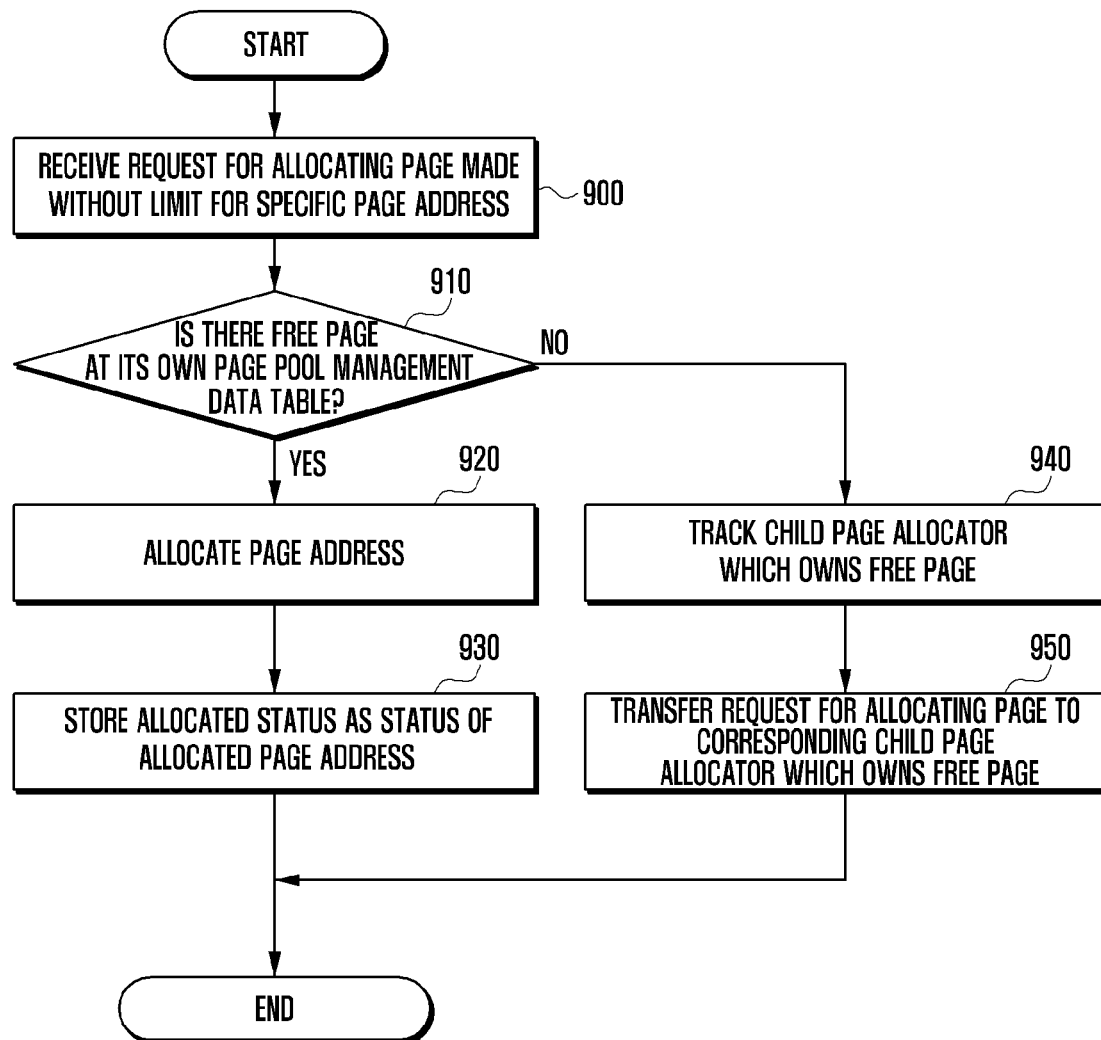 START
RECEIVE REQUEST FOR ALLOCATING PAGE MADE
WITHOUT LIMIT FOR SPECIFIC PAGE ADDRESS
900
910
IS THERE FREE PAGE
AT ITS OWN PAGE POOL MANAGEMENT
DATA TABLE?
NO
YES
920
ALLOCATE PAGE ADDRESS
940
TRACK CHILD PAGE ALLOCATOR
WHICH OWNS FREE PAGE
930
STORE ALLOCATED STATUS AS STATUS OF
ALLOCATED PAGE ADDRESS
950
TRANSFER REQUEST FOR ALLOCATING PAGE TO
CORRESPONDING CHILD PAGE
ALLOCATOR WHICH OWNS FREE PAGE
END